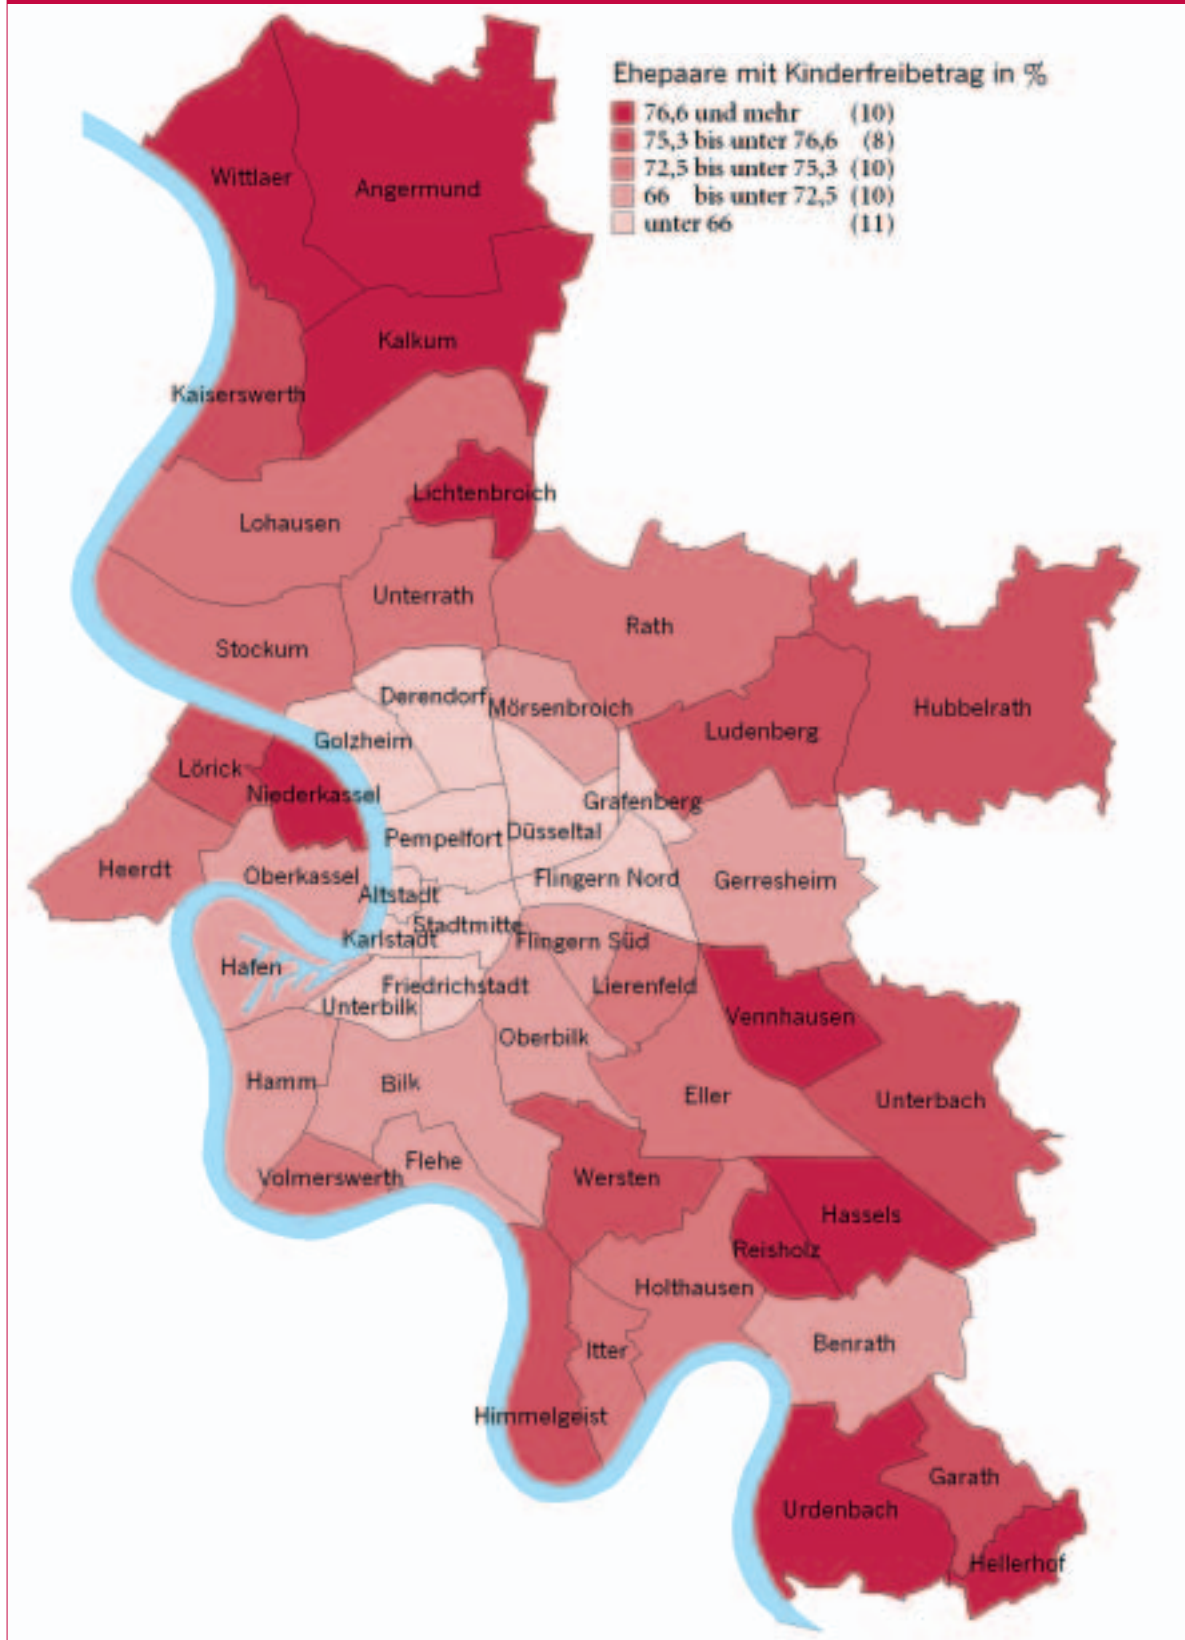 Ehepaare mit Kinderfreibetrag in %
76,6 und mehr (10)
75,3 bis unter 76,6 (8)
72,5 bis unter 75,3 (10)
66 bis unter 72,5 (10)
unter 66 (11)
Wittlaer
Angermund
Kalkum
Kaiserswerth
Lichtenbroich
Lohausen
Unterrath
Rath
Stockum
Derendorf
Mörsenbroich
Hubbelrath
Ludenberg
Golzheim
Lörick
Niederkassel
Grafenberg
Pempelfort
Düsseltal
Heerdt
Oberkassel
Flingern Nord
Gerresheim
Altstadt
Stadtmitte
Karlstadt
Flingern Süd
Hafen
Friedrichstadt
Lierenfeld
Unterbilk
Vennhausen
Oberbilk
Hamm
Bilk
Eller
Unterbach
Flehe
Volmerswerth
Wersten
Hassels
Reisholz
Holthausen
Benrath
Itter
Himmelgeist
Garath
Urdenbach
Hellerhof